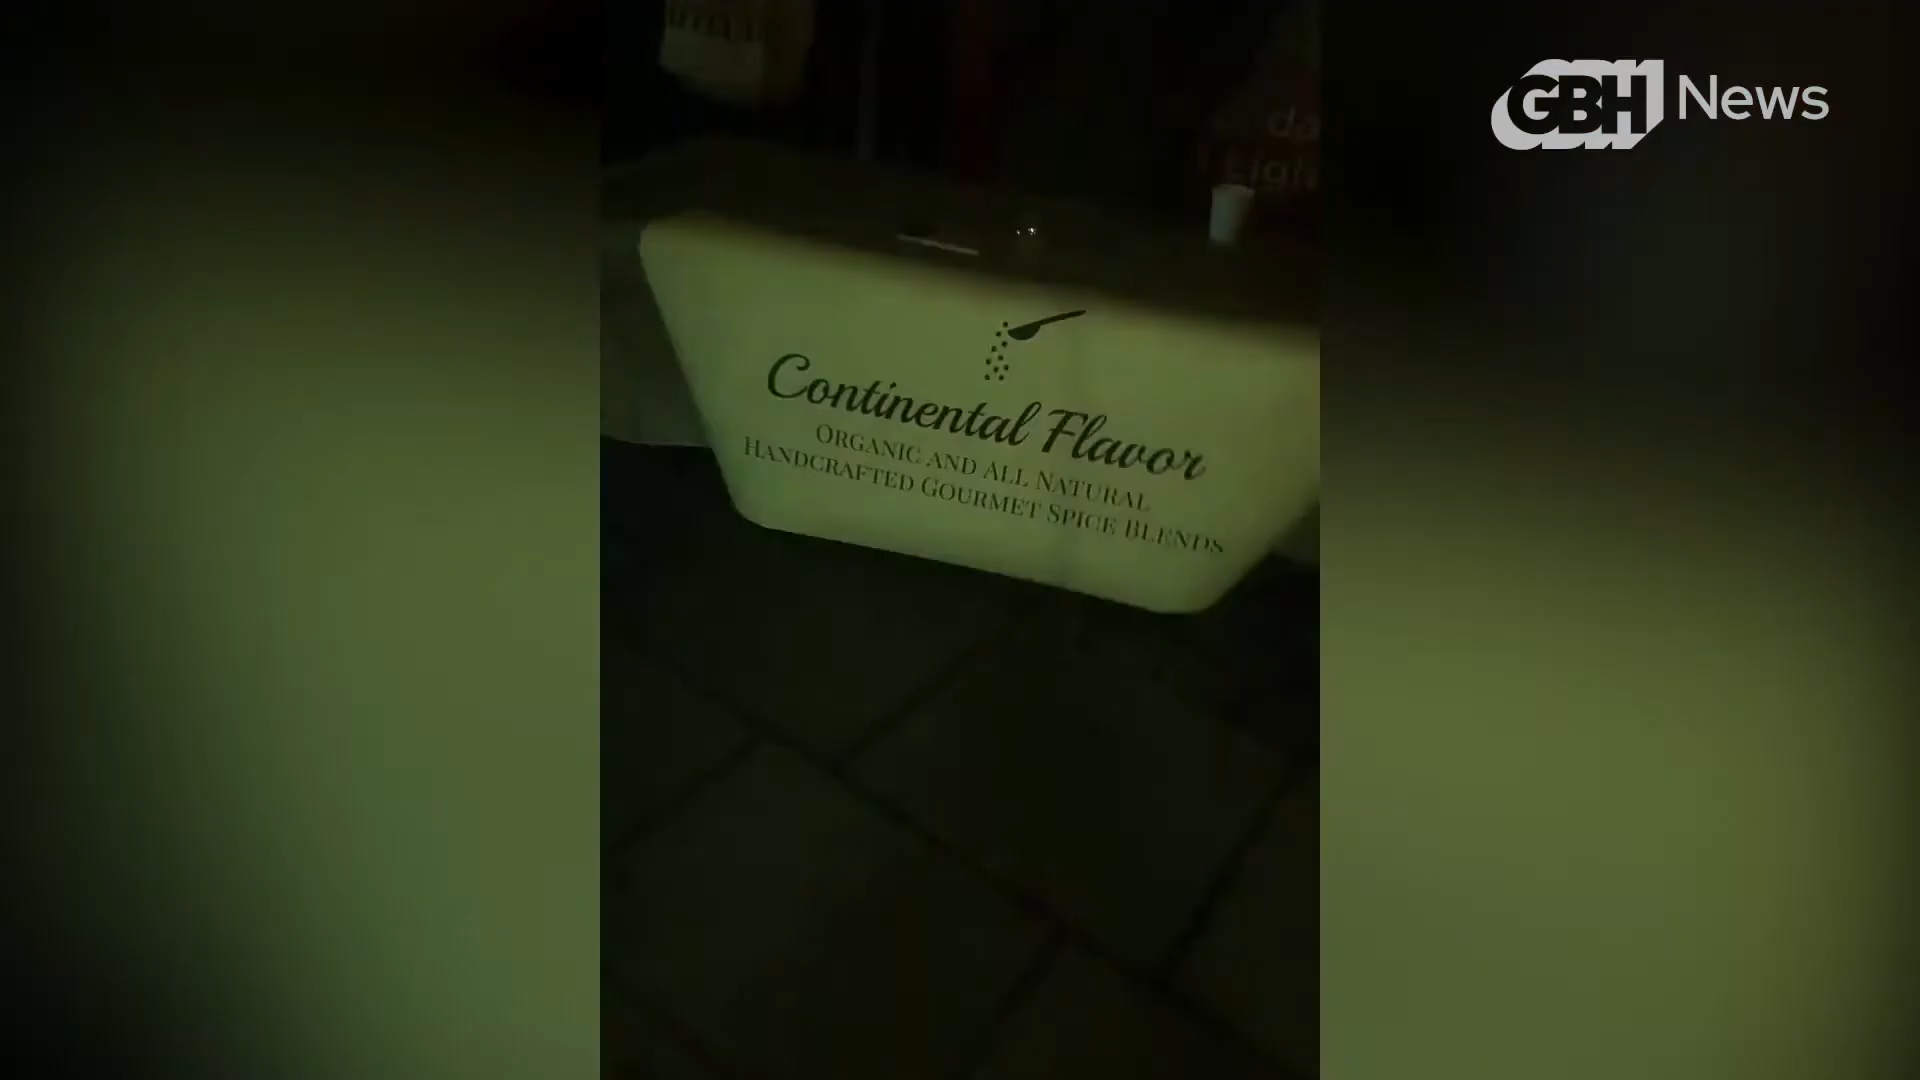 GBH News
Continental Flavor
ORGANIC AND ALL NATURAL
HANDCRAFTED GOURMET SPICE BLENDS